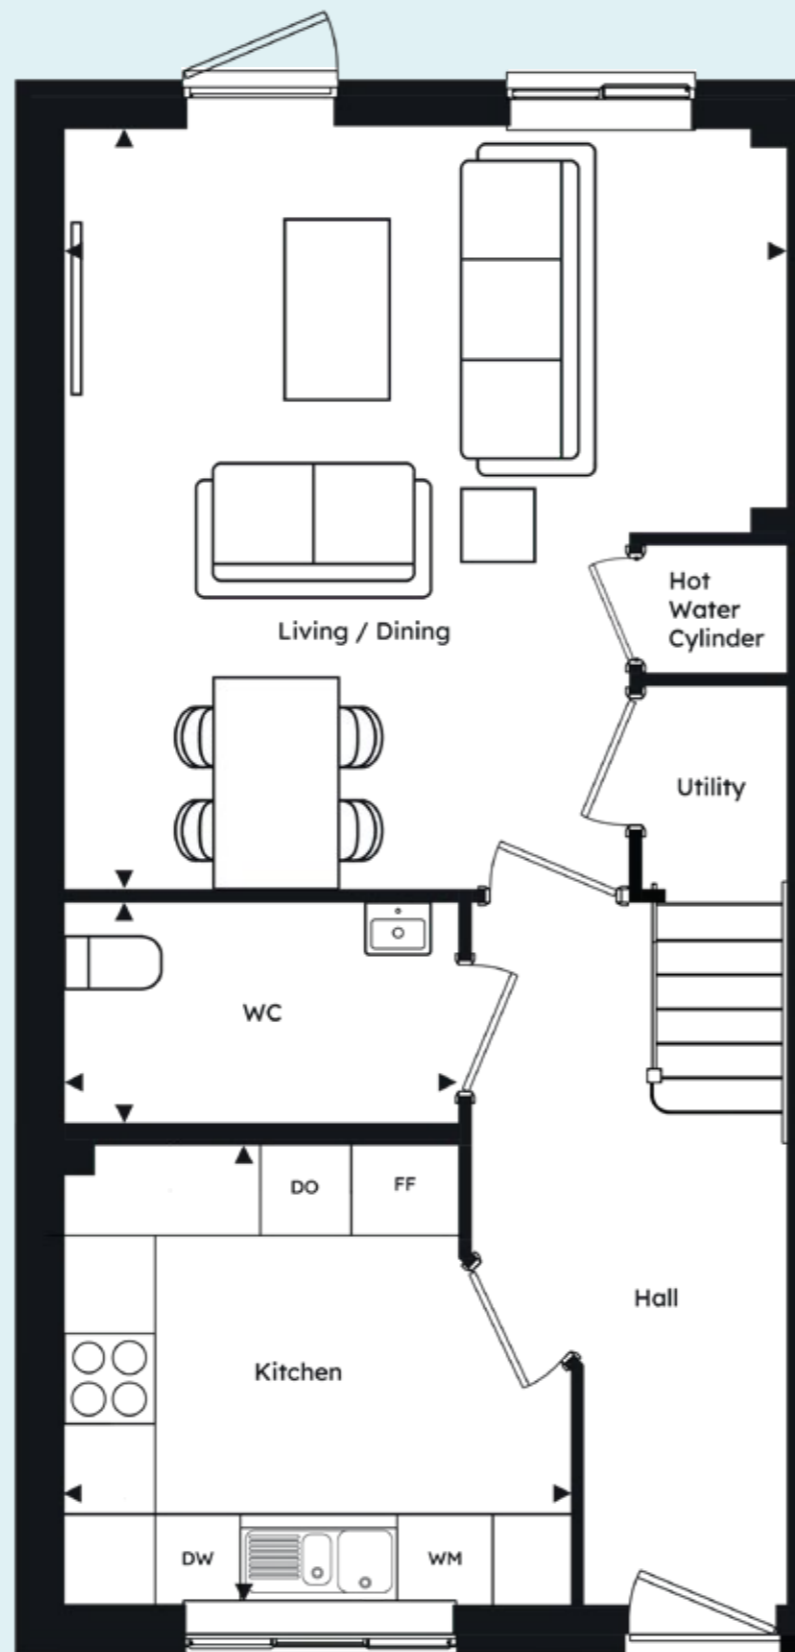 Hot
Water
Cylinder
Living / Dining
Utility
WC
DO
FF
Hall
Kitchen
DW
WM